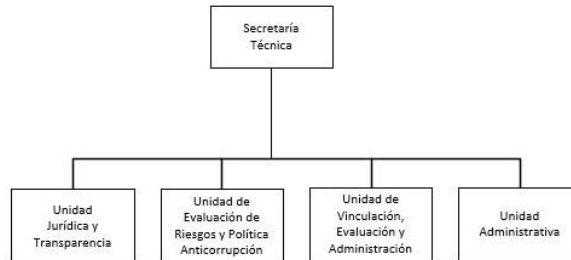 Secretaría
Técnica
Unidad
Jurídica y
Transparencia
Unidad de
Evaluación de
Riesgos y Política
Anticorrupción
Unidad de
Vinculación,
Evaluación y
Administración
Unidad
Administrativa